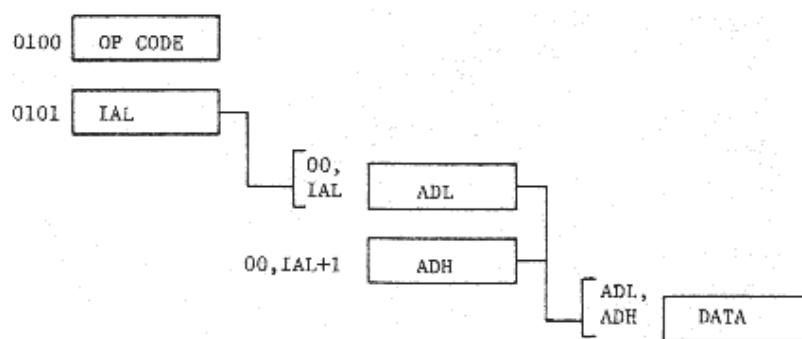 0100 OP CODE
0101 IAL
00,
IAL ADL
00,IAL+1 ADH
ADL,
ADH DATA